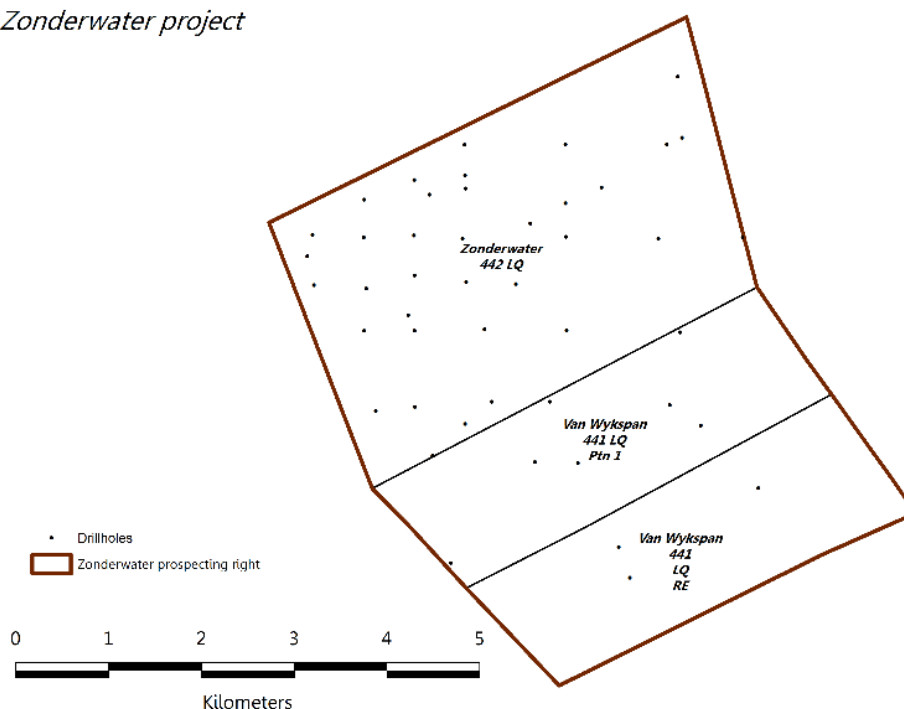 Zonderwater project
Zonderwater
442 LQ
Van Wykspan
441 LQ
Ptn 1
Van Wykspan
441
LQ
RE
Drillholes
Zonderwater prospecting right
0 1 2 3 4 5
Kilometers